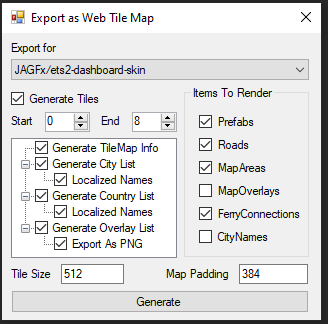 Export as Web Tile Map
Export for
JAGFx/ets2-dashboard-skin
Generate Tiles
Start 0 End 8
Generate TileMap Info
Generate City List
Localized Names
Generate Country List
Localized Names
Generate Overlay List
Export As PNG
Items To Render
Prefabs
Roads
MapAreas
MapOverlays
FerryConnections
CityNames
Tile Size 512 Map Padding 384
Generate